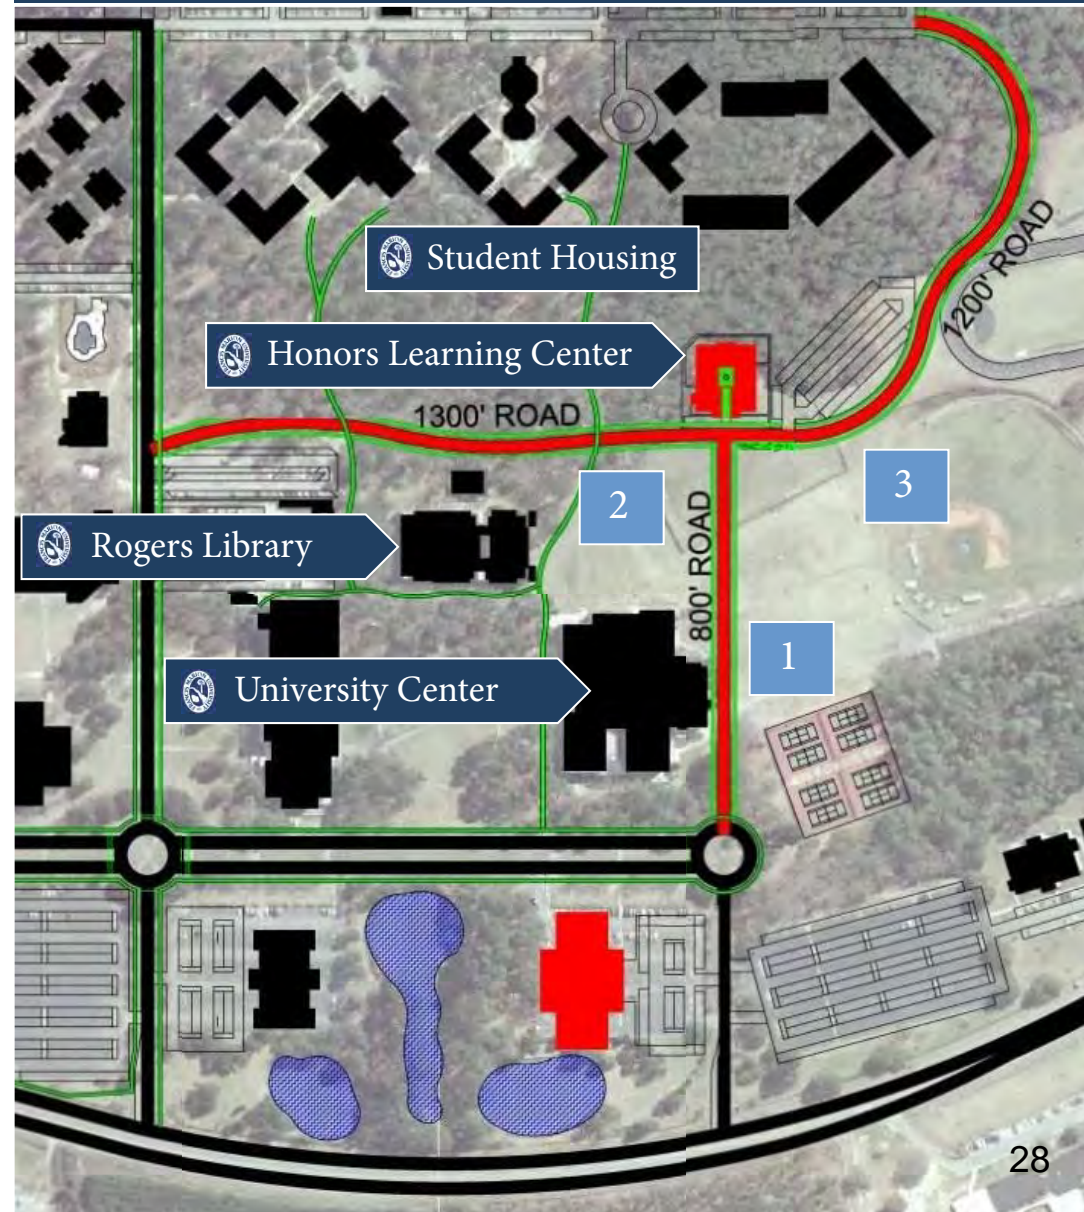 Student Housing
1200' ROAD
Honors Learning Center
1300' ROAD
3
2
Rogers Library
800' ROAD
1
University Center
28